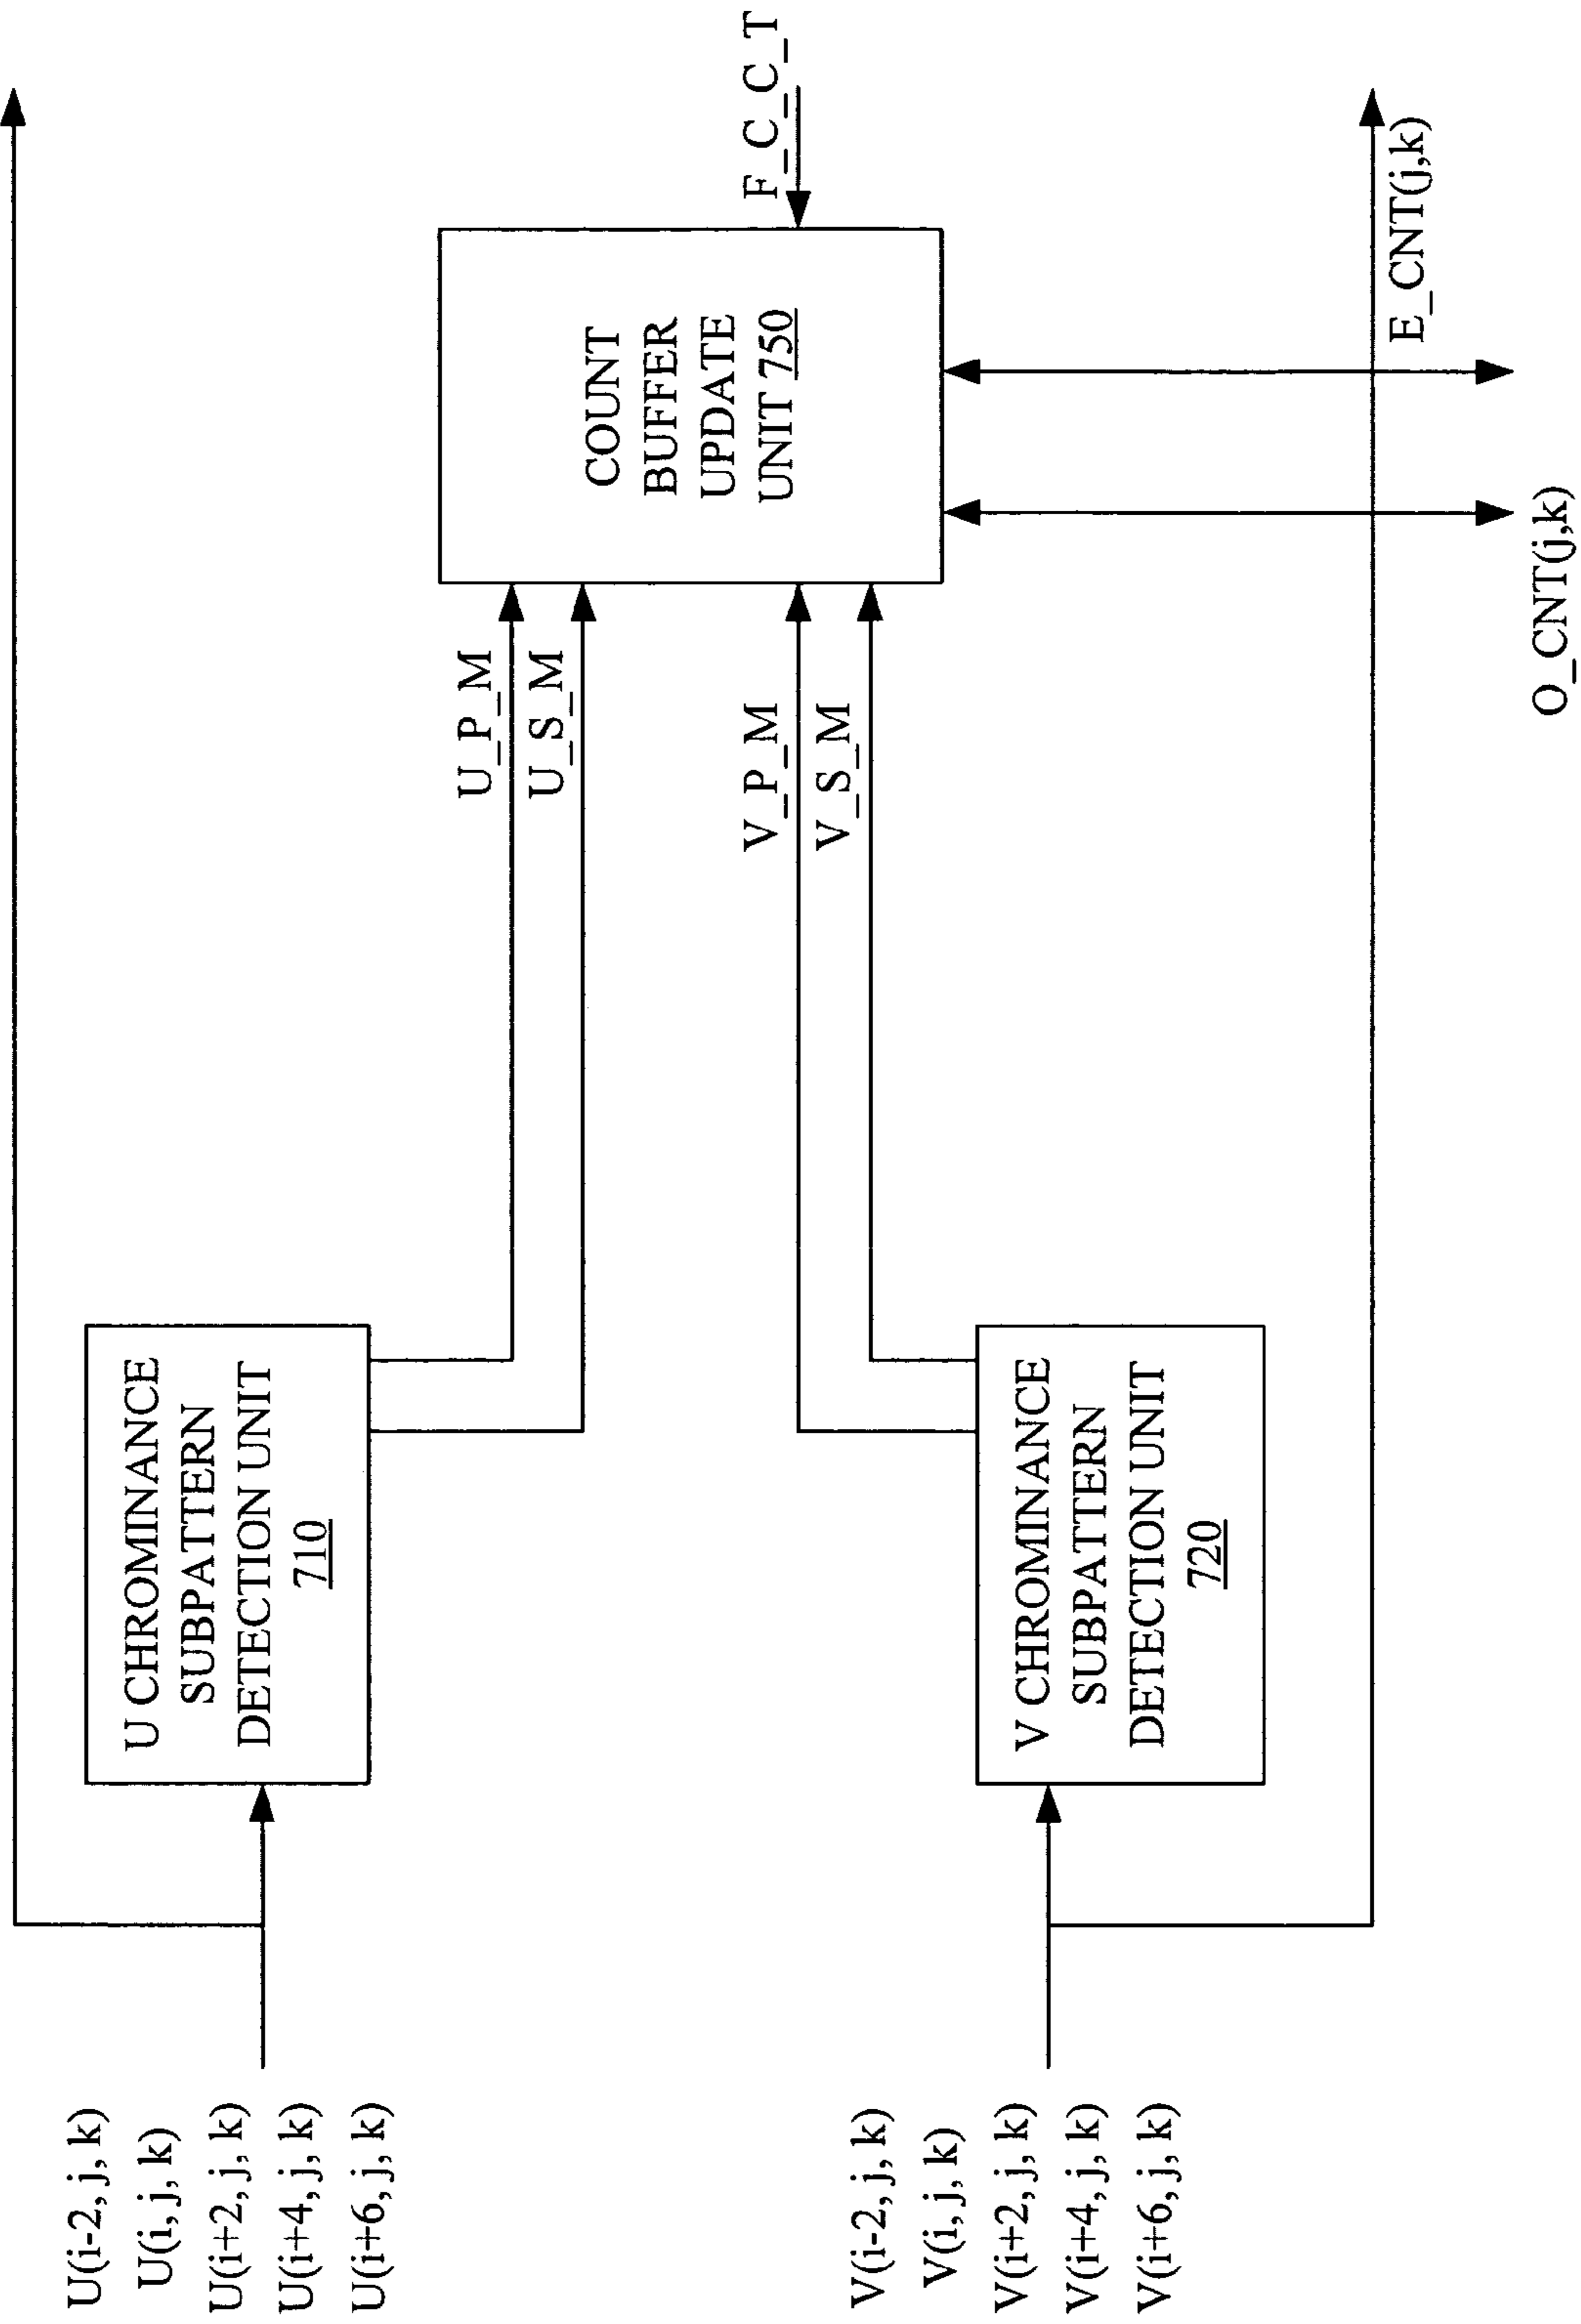 U(i-2, j, k)
U(i, j, k)
U(i+2, j, k)
U(i+4, j, k)
U(i+6, j, k)
U CHROMINANCE
SUBPATTERN
DETECTION UNIT
710
U_P_M
U_S_M
COUNT
BUFFER
UPDATE
UNIT 750
F_C_C_T
V(i-2, j, k)
V(i, j, k)
V(i+2, j, k)
V(i+4, j, k)
V(i+6, j, k)
V CHROMINANCE
SUBPATTERN
DETECTION UNIT
720
V_P_M
V_S_M
E_CNT(j,k)
O_CNT(j,k)